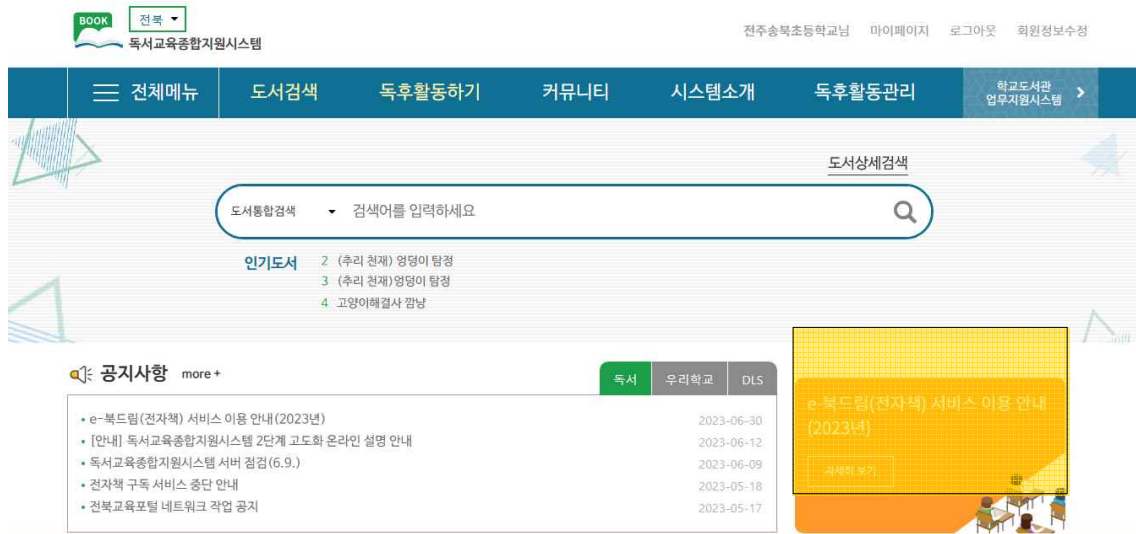 BOOK 전북
독서교육종합지원시스템
전주송북초등학교님 마이페이지 로그아웃 회원정보수정
전체메뉴 도서검색 독후활동하기 커뮤니티 시스템소개 독후활동관리 학교도서관
업무지원시스템
도서상세검색
도서통합검색 검색어를 입력하세요
인기도서 2 (추리 천재) 엉덩이 탐정
3 (추리 천재)엉덩이 탐정
4 고양이해결사 깜냥
공지사항 more +
독서 우리학교 DLS
• e-북드림(전자책) 서비스 이용 안내(2023년) 2023-06-30
• [안내] 독서교육종합지원시스템 2단계 고도화 온라인 설명 안내 2023-06-12
• 독서교육종합지원시스템 서버 점검(6.9.) 2023-06-09
• 전자책 구독 서비스 중단 안내 2023-05-18
• 전북교육포털 네트워크 작업 공지 2023-05-17
e-북드림(전자책) 서비스 이용 안내
(2023년)
자세히 보기